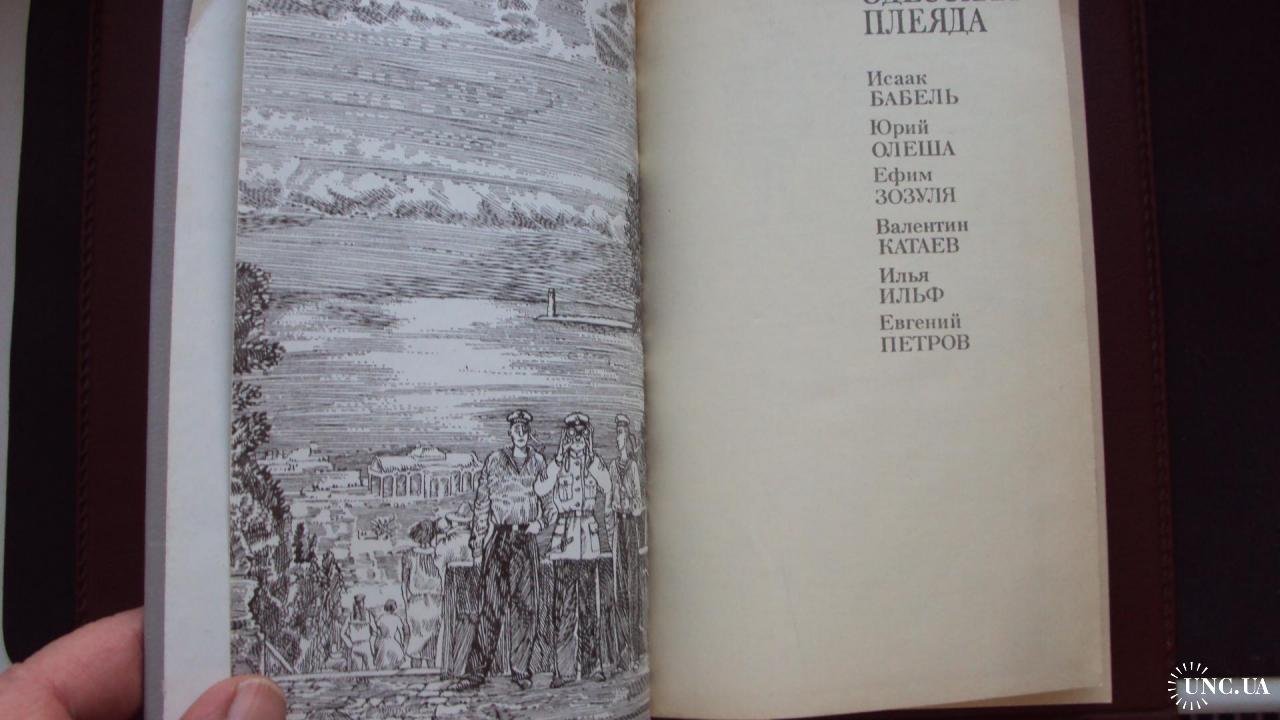 ПЛЕЯДА
Исаак
БАБЕЛЬ
Юрий
ОЛЕША
Ефим
ЗОЗУЛЯ
Валентин
КАТАЕВ
Илья
ИЛЬФ
Евгений
ПЕТРОВ
UNC.UA